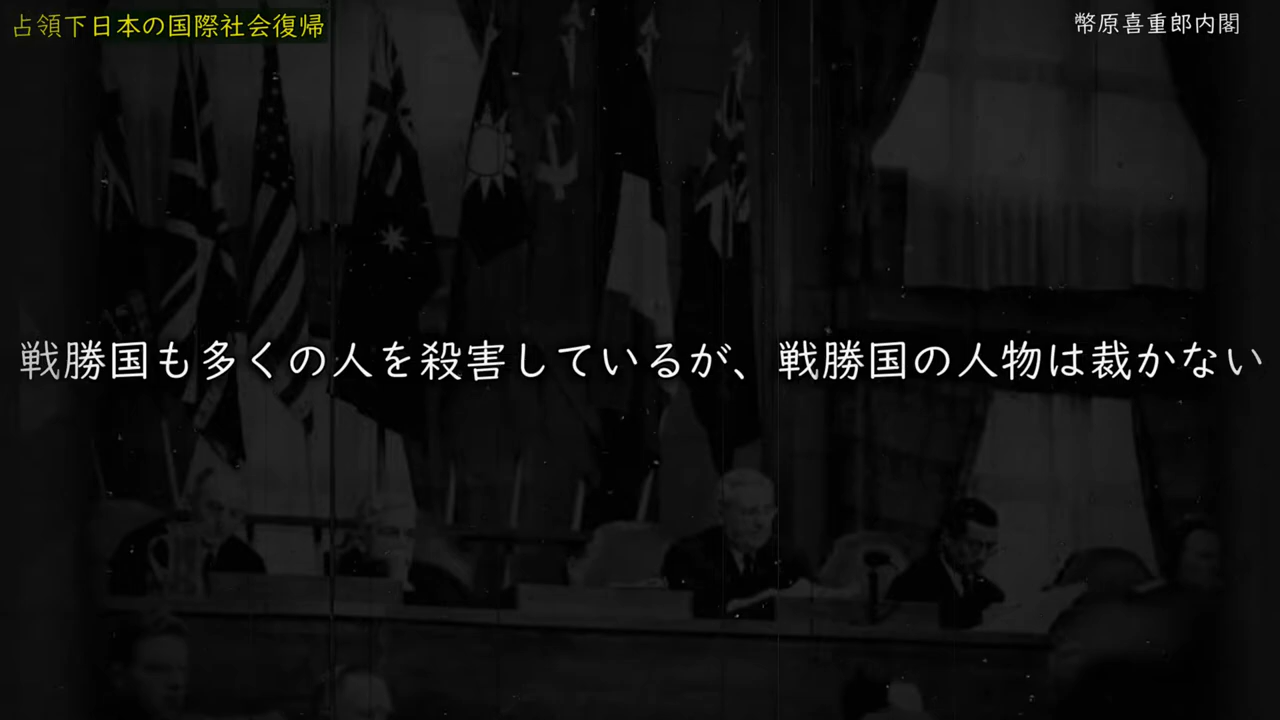 占領下日本の国際社会復帰
幣原喜重郎内閣
戦勝国も多くの人を殺害しているが、戦勝国の人物は裁かない